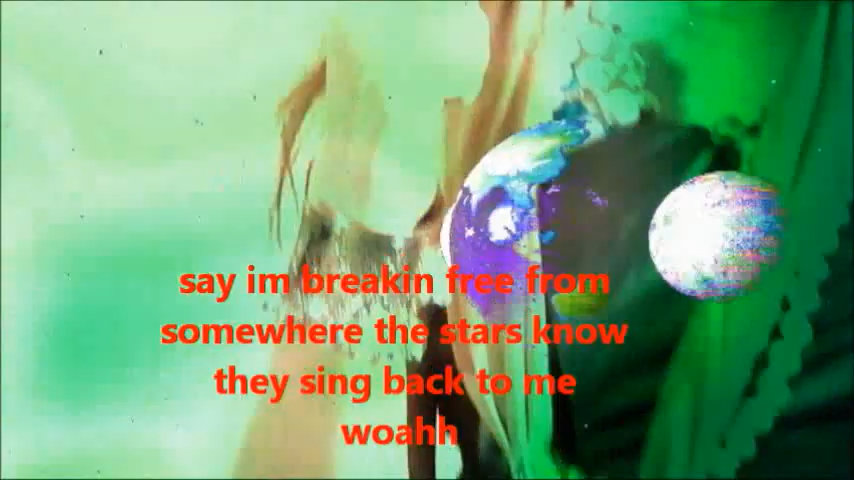 say im breakin free from
somewhere the stars know
they sing back to me
woahh